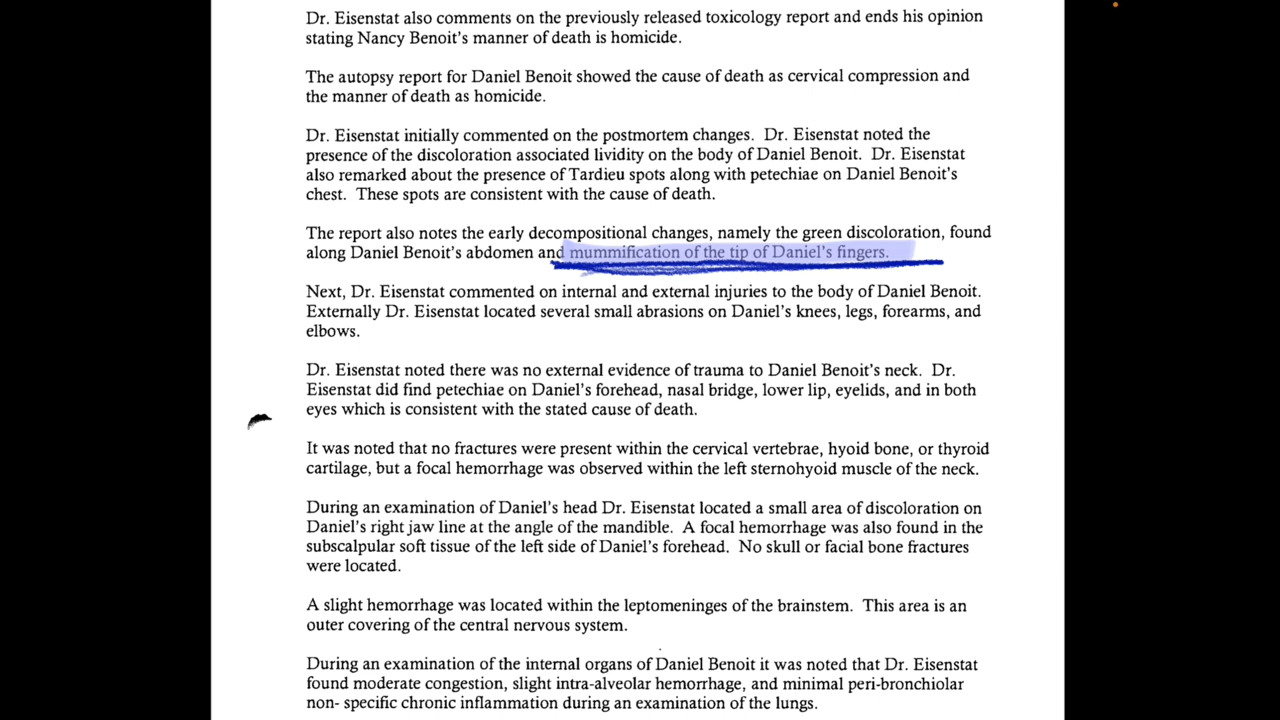 Dr. Eisenstat also comments on the previously released toxicology report and ends his opinion
stating Nancy Benoit's manner of death is homicide.
The autopsy report for Daniel Benoit showed the cause of death as cervical compression and
the manner of death as homicide.
Dr. Eisenstat initially commented on the postmortem changes.  Dr. Eisenstat noted the
presence of the discoloration associated lividity on the body of Daniel Benoit.  Dr. Eisenstat
also remarked about the presence of Tardieu spots along with petechiae on Daniel Benoit's
chest.  These spots are consistent with the cause of death.
The report also notes the early decompositional changes, namely the green discoloration, found
along Daniel Benoit's abdomen and mummification of the tip of Daniel's fingers.
Next, Dr. Eisenstat commented on internal and external injuries to the body of Daniel Benoit.
Externally Dr. Eisenstat located several small abrasions on Daniel's knees, legs, forearms, and
elbows.
Dr. Eisenstat noted there was no external evidence of trauma to Daniel Benoit's neck.  Dr.
Eisenstat did find petechiae on Daniel's forehead, nasal bridge, lower lip, eyelids, and in both
eyes which is consistent with the stated cause of death.
It was noted that no fractures were present within the cervical vertebrae, hyoid bone, or thyroid
cartilage, but a focal hemorrhage was observed within the left sternohyoid muscle of the neck.
During an examination of Daniel's head Dr. Eisenstat located a small area of discoloration on
Daniel's right jaw line at the angle of the mandible.  A focal hemorrhage was also found in the
subscalpular soft tissue of the left side of Daniel's forehead.  No skull or facial bone fractures
were located.
A slight hemorrhage was located within the leptomeninges of the brainstem.  This area is an
outer covering of the central nervous system.
During an examination of the internal organs of Daniel Benoit it was noted that Dr. Eisenstat
found moderate congestion, slight intra-alveolar hemorrhage, and minimal peri-bronchiolar
non- specific chronic inflammation during an examination of the lungs.